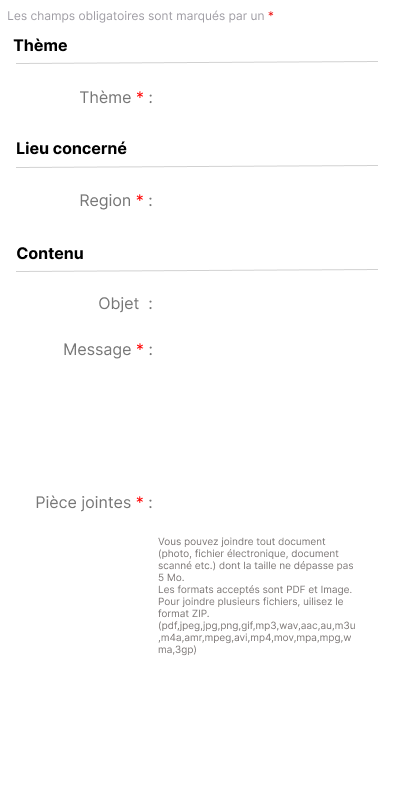 Les champs obligatoires sont marqués par un *
Thème
Thème * :
Lieu concerné
Region * :
Contenu
Objet :
Message * :
Pièce jointes * :
Vous pouvez joindre tout document
(photo, fichier électronique, document
scanné etc.) dont la taille ne dépasse pas
5 Mo.
Les formats acceptés sont PDF et Image.
Pour joindre plusieurs fichiers, uilisez le
format ZIP.
(pdf,jpeg,jpg,png,gif,mp3,wav,aac,au,m3u
,m4a,amr,mpeg,avi,mp4,mov,mpa,mpg,w
ma,3gp)